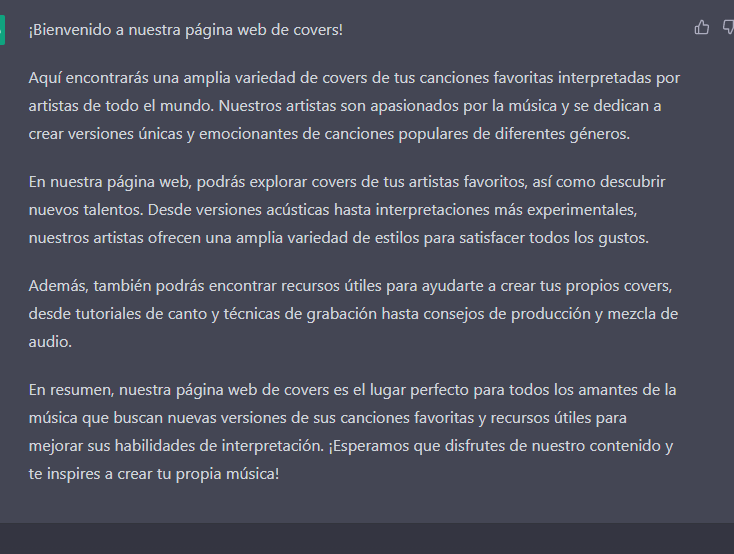 ¡Bienvenido a nuestra página web de covers!
Aquí encontrarás una amplia variedad de covers de tus canciones favoritas interpretadas por
artistas de todo el mundo. Nuestros artistas son apasionados por la música y se dedican a
crear versiones únicas y emocionantes de canciones populares de diferentes géneros.
En nuestra página web, podrás explorar covers de tus artistas favoritos, así como descubrir
nuevos talentos. Desde versiones acústicas hasta interpretaciones más experimentales,
nuestros artistas ofrecen una amplia variedad de estilos para satisfacer todos los gustos.
Además, también podrás encontrar recursos útiles para ayudarte a crear tus propios covers,
desde tutoriales de canto y técnicas de grabación hasta consejos de producción y mezcla de
audio.
En resumen, nuestra página web de covers es el lugar perfecto para todos los amantes de la
música que buscan nuevas versiones de sus canciones favoritas y recursos útiles para
mejorar sus habilidades de interpretación. ¡Esperamos que disfrutes de nuestro contenido y
te inspires a crear tu propia música!